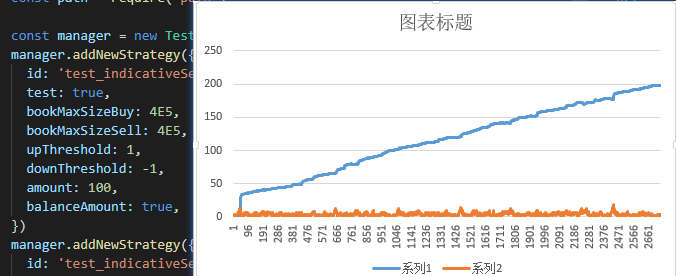 const manager = new Test
manager.addNewStrategy({
id: 'test_indicativeSe
test: true,
bookMaxSizeBuy: 4E5,
bookMaxSizeSell: 4E5,
upThreshold: 1,
downThreshold: -1,
amount: 100,
balanceAmount: true,
})
manager.addNewStrategy({
id: 'test_indicativeSe
图表标题
250
200
150
100
50
0
1 96 191 286 381 476 571 666 761 856 951 1046 1141 1236 1331 1426 1521 1616 1711 1806 1901 1996 2091 2186 2281 2376 2471 2566 2661
系列1 系列2